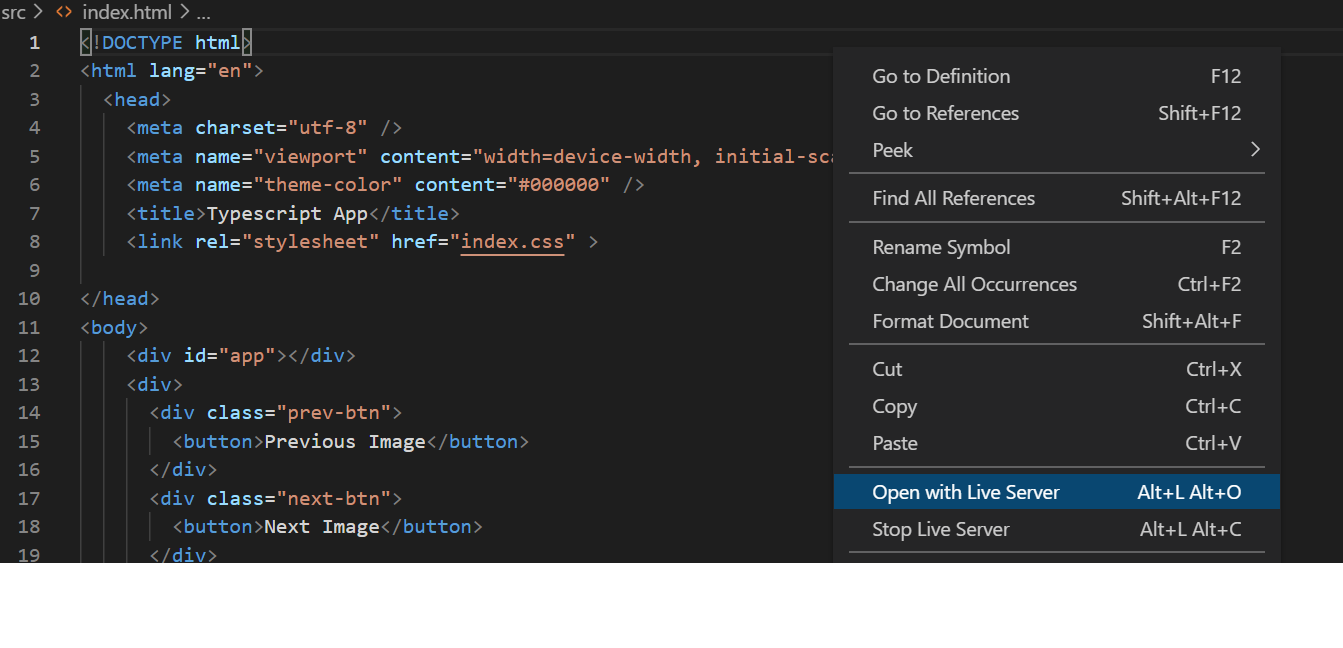 src > <> index.html > ...
1 <!DOCTYPE html>
2 <html lang="en">
3 <head>
4 <meta charset="utf-8" />
5 <meta name="viewport" content="width=device-width, initial-sca
6 <meta name="theme-color" content="#000000" />
7 <title>Typescript App</title>
8 <link rel="stylesheet" href="index.css" >
9
10 </head>
11 <body>
12 <div id="app"></div>
13 <div>
14 <div class="prev-btn">
15 <button>Previous Image</button>
16 </div>
17 <div class="next-btn">
18 <button>Next Image</button>
19 </div>
Go to Definition F12
Go to References Shift+F12
Peek >
Find All References Shift+Alt+F12
Rename Symbol F2
Change All Occurrences Ctrl+F2
Format Document Shift+Alt+F
Cut Ctrl+X
Copy Ctrl+C
Paste Ctrl+V
Open with Live Server Alt+L Alt+O
Stop Live Server Alt+L Alt+C